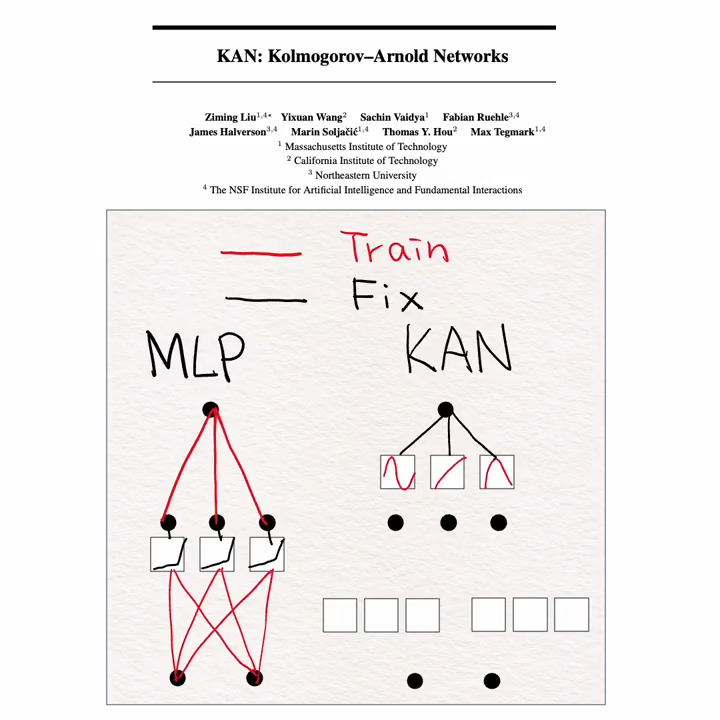 KAN: Kolmogorov–Arnold Networks
Ziming Liu1,4* Yixuan Wang2 Sachin Vaidya1 Fabian Ruehle3,4
James Halverson3,4 Marin Soljačić1,4 Thomas Y. Hou2 Max Tegmark1,4
1 Massachusetts Institute of Technology
2 California Institute of Technology
3 Northeastern University
4 The NSF Institute for Artificial Intelligence and Fundamental Interactions
Train
Fix
MLP KAN